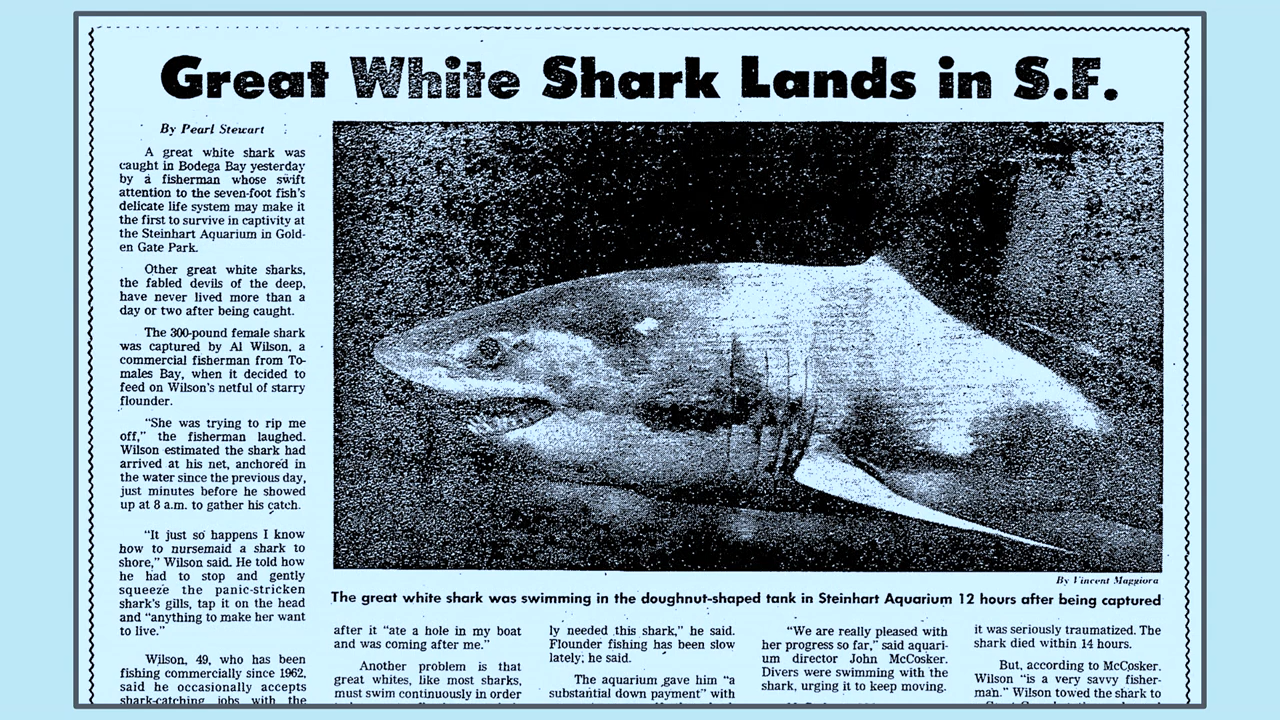 Great White Shark Lands in S.F.
By Pearl Stewart
A great white shark was
caught in Bodega Bay yesterday
by a fisherman whose swift
attention to the seven-foot fish's
delicate life system may make it
the first to survive in captivity at
the Steinhart Aquarium in Gold-
en Gate Park.
Other great white sharks,
the fabled devils of the deep,
have never lived more than a
day or two after being caught.
The 300-pound female shark
was captured by Al Wilson, a
commercial fisherman from To-
males Bay, when it decided to
feed on Wilson's netful of starry
flounder.
"She was trying to rip me
off," the fisherman laughed.
Wilson estimated the shark had
arrived at his net, anchored in
the water since the previous day,
just minutes before he showed
up at 8 a.m. to gather his catch.
"It just so happens I know
how to nursemaid a shark to
shore," Wilson said. He told how
he had to stop and gently
squeeze the panic-stricken
shark's gills, tap it on the head
and "anything to make her want
to live."
Wilson, 49, who has been
fishing commercially since 1962,
said he occasionally accepts
shark-catching jobs with the
By Vincent Maggiora
The great white shark was swimming in the doughnut-shaped tank in Steinhart Aquarium 12 hours after being captured
after it "ate a hole in my boat
and was coming after me."
Another problem is that
great whites, like most sharks,
must swim continuously in order
ly needed this shark," he said.
Flounder fishing has been slow
lately, he said.
The aquarium gave him "a
substantial down payment" with
"We are really pleased with
her progress so far," said aquari-
um director John McCosker.
Divers were swimming with the
shark, urging it to keep moving.
it was seriously traumatized. The
shark died within 14 hours.
But, according to McCosker.
Wilson "is a very savvy fisher-
man." Wilson towed the shark to